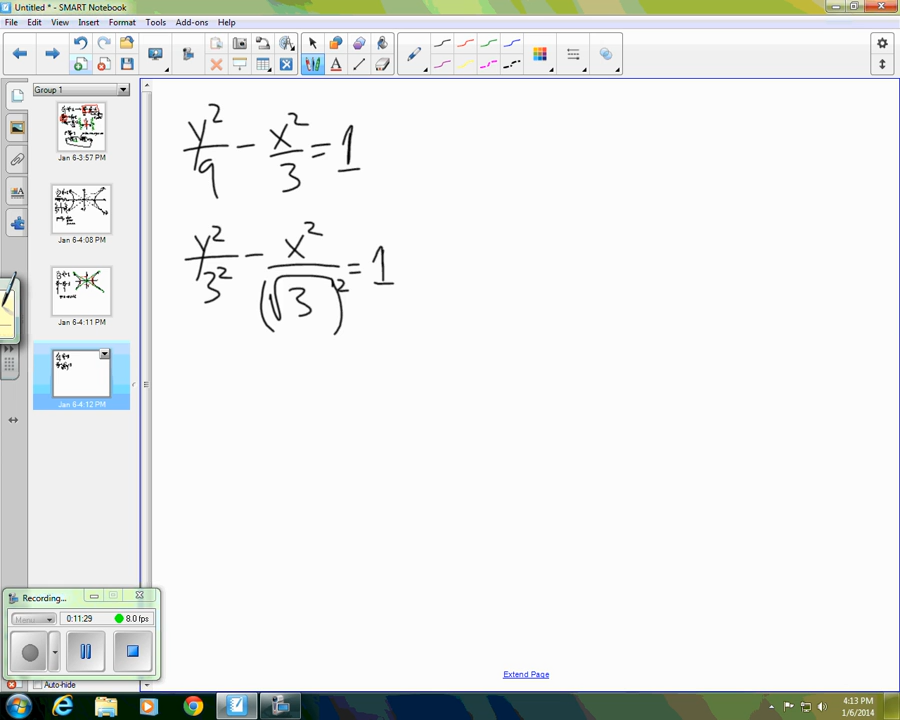 Untitled * - SMART Notebook
File Edit View Insert Format Tools Add-ons Help
Group 1
Jan 6-3:57 PM
Jan 6-4:08 PM
Jan 6-4:11 PM
Jan 6-4:12 PM
y²/9 - x²/3 = 1
y²/3² - x²/(√3)² = 1
Extend Page
Recording...
Menu
0:11:29
8.0 fps
Auto-hide
4:13 PM
1/6/2014